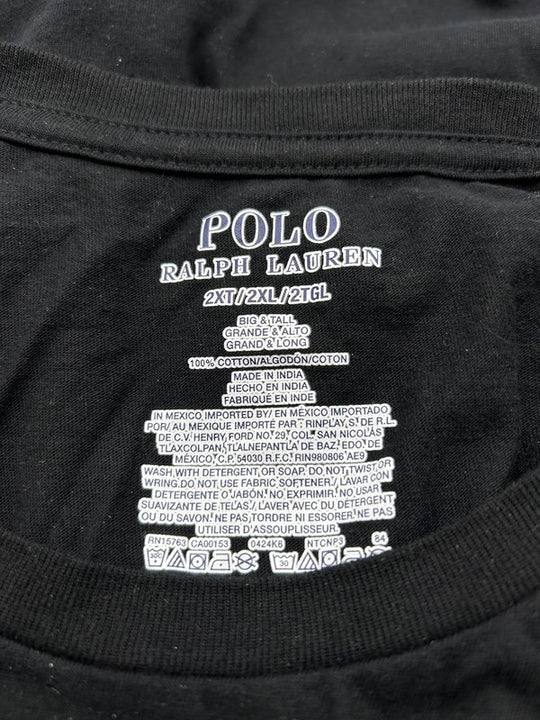 POLO
RALPH LAUREN
2XT/2XL/2TGL
BIG & TALL
GRANDE & ALTO
GRAND & LONG
100% COTTON/ALGODÓN/COTON
MADE IN INDIA
HECHO EN INDIA
FABRIQUÉ EN INDE
IN MEXICO IMPORTED BY/ EN MÉXICO IMPORTADO
POR/ AU MEXIQUE IMPORTÉ PAR : RINPLAY S. DE R.L.
DE C.V. HENRY FORD NO. 29, COL. SAN NICOLÁS
TLAXCOLPAN, TLALNEPANTLA DE BAZ, EDO. DE
MÉXICO, C.P. 54030 R.F.C. RIN980806 AE9
WASH WITH DETERGENT OR SOAP. DO NOT TWIST OR
WRING. DO NOT USE FABRIC SOFTENER./ LAVAR CON
DETERGENTE O JABÓN. NO EXPRIMIR. NO USAR
SUAVIZANTE DE TELAS./ LAVER AVEC DU DÉTERGENT
OU DU SAVON. NE PAS TORDRE NI ESSORER. NE PAS
UTILISER D'ASSOUPLISSEUR.
RN15763 CA00153 0424K6 NTCNP3 84
30C 30